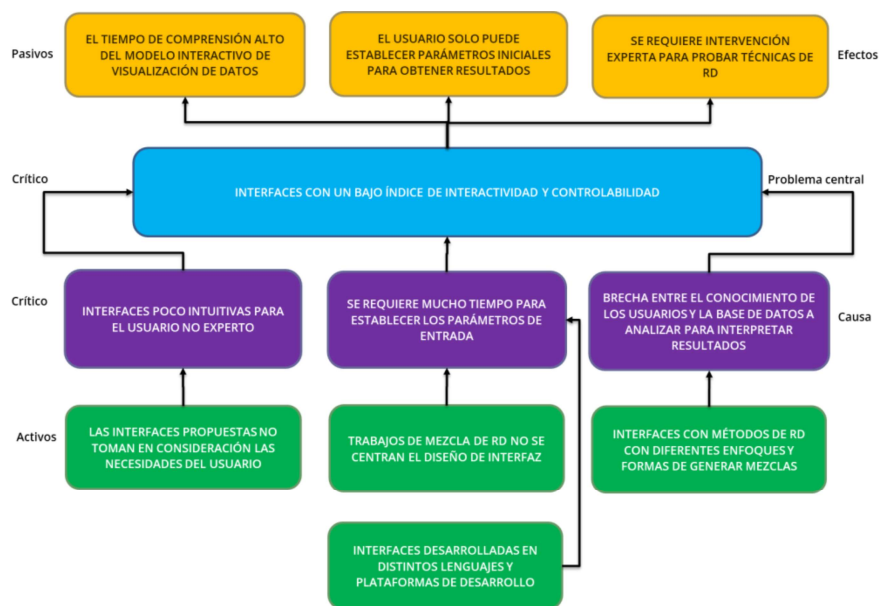 Pasivos
EL TIEMPO DE COMPRENSIÓN ALTO
DEL MODELO INTERACTIVO DE
VISUALIZACIÓN DE DATOS
EL USUARIO SOLO PUEDE
ESTABLECER PARÁMETROS INICIALES
PARA OBTENER RESULTADOS
SE REQUIERE INTERVENCIÓN
EXPERTA PARA PROBAR TÉCNICAS DE
RD
Efectos
Crítico
INTERFACES CON UN BAJO ÍNDICE DE INTERACTIVIDAD Y CONTROLABILIDAD
Problema central
Crítico
INTERFACES POCO INTUITIVAS PARA
EL USUARIO NO EXPERTO
SE REQUIERE MUCHO TIEMPO PARA
ESTABLECER LOS PARÁMETROS DE
ENTRADA
BRECHA ENTRE EL CONOCIMIENTO DE
LOS USUARIOS Y LA BASE DE DATOS A
ANALIZAR PARA INTERPRETAR
RESULTADOS
Causa
Activos
LAS INTERFACES PROPUESTAS NO
TOMAN EN CONSIDERACIÓN LAS
NECESIDADES DEL USUARIO
TRABAJOS DE MEZCLA DE RD NO SE
CENTRAN EL DISEÑO DE INTERFAZ
INTERFACES CON MÉTODOS DE RD
CON DIFERENTES ENFOQUES Y
FORMAS DE GENERAR MEZCLAS
INTERFACES DESARROLLADAS EN
DISTINTOS LENGUAJES Y
PLATAFORMAS DE DESARROLLO